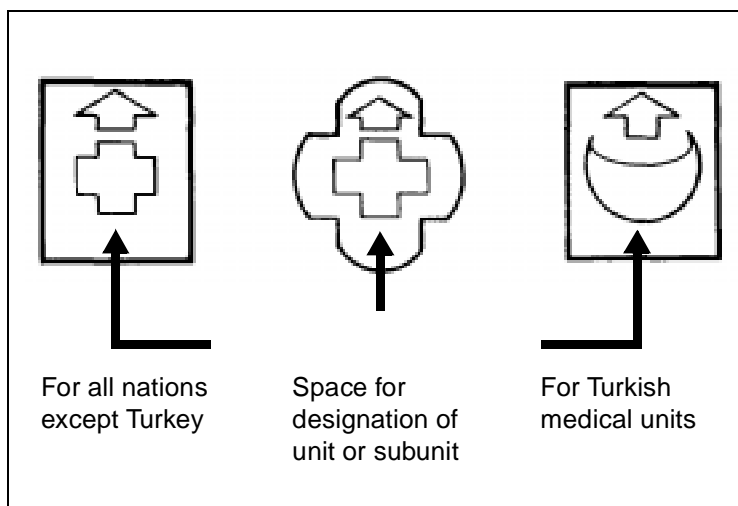 For all nations
except Turkey
Space for
designation of
unit or subunit
For Turkish
medical units